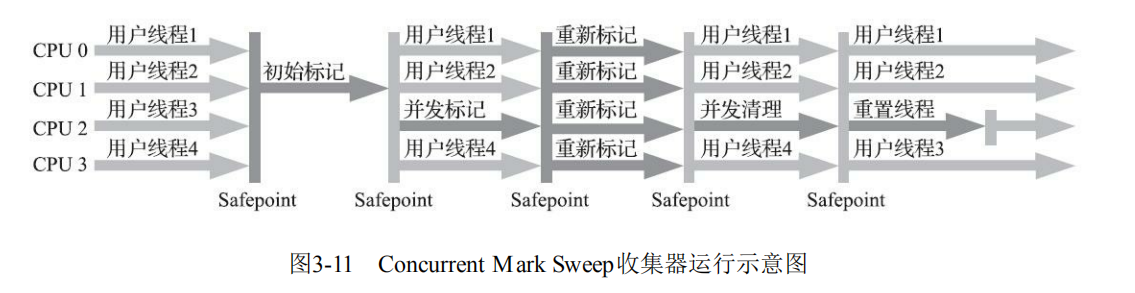 CPU 0 用户线程1 用户线程1 重新标记 用户线程1 用户线程1
CPU 1 用户线程2 初始标记 用户线程2 重新标记 用户线程2 用户线程2
CPU 2 用户线程3 并发标记 重新标记 并发清理 重置线程
CPU 3 用户线程4 用户线程4 重新标记 用户线程4 用户线程3
Safepoint Safepoint Safepoint Safepoint Safepoint
图3-11 Concurrent Mark Sweep收集器运行示意图